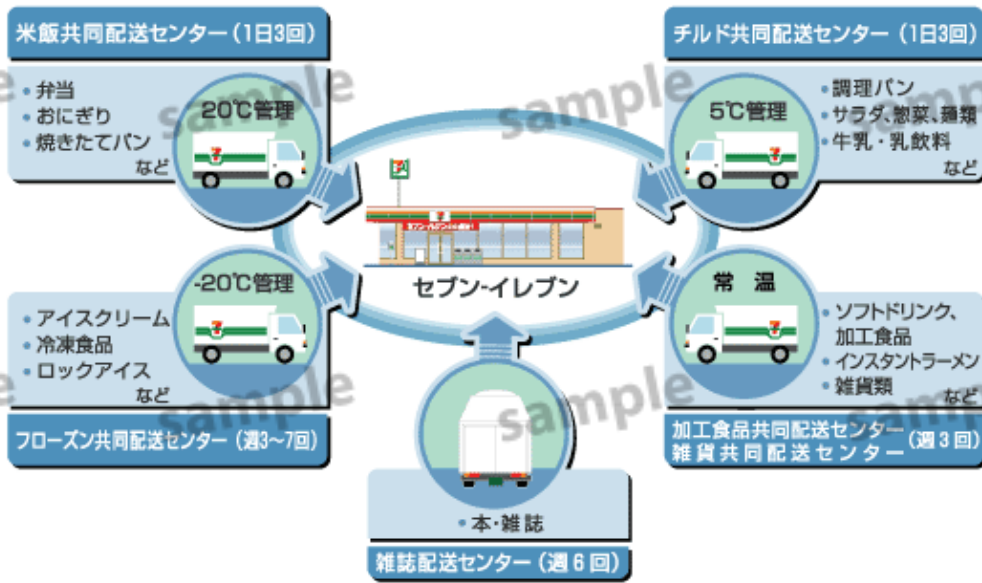 米飯共同配送センター(1日3回)
・弁当
・おにぎり
・焼きたてパン
など
20℃管理
チルド共同配送センター(1日3回)
5℃管理
・調理パン
・サラダ、惣菜、麺類
・牛乳・乳飲料
など
7
セブン-イレブン
-20℃管理
・アイスクリーム
・冷凍食品
・ロックアイス
など
フローズン共同配送センター(週3〜7回)
常温
・ソフトドリンク、
加工食品
・インスタントラーメン
・雑貨類
など
加工食品共同配送センター
雑貨共同配送センター
(週3回)
・本・雑誌
雑誌配送センター(週6回)
sample
sample
sample
sample
sample
sample